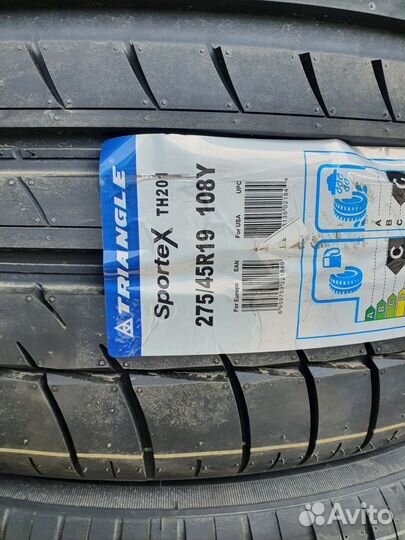 TRIANGLE
SporteX TH201
275/45R19 108Y
For USA UPC
For Europe EAN
A
B
C
C
A
B
Avito